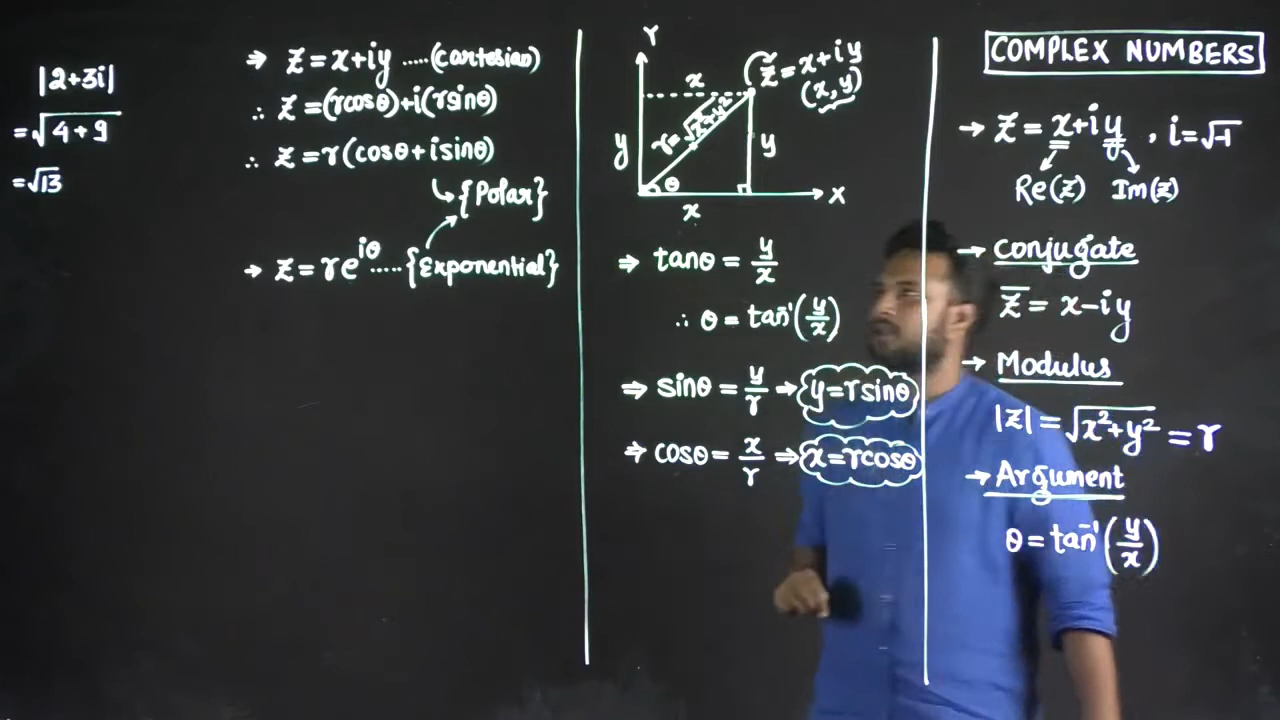 |2+3i|
=√4+9
=√13
⇒ z=x+iy .....(cartesian)
∴ z=(rcosθ)+i(rsinθ)
∴ z=r(cosθ+isinθ)
↳{Polar}
→ z=re^iθ.....{Exponential}
Y
x
z=x+iy
(x,y)
r=√x²+y²
y
y
θ
X
x
⇒ tanθ = y/x
∴ θ = tan⁻¹(y/x)
⇒ sinθ = y/r → y=rsinθ
⇒ cosθ = x/r ⇒ x=rcosθ
COMPLEX NUMBERS
→ z = x+iy , i=√-1
Re(z) Im(z)
→ conjugate
z̅ = x-iy
→ Modulus
|z| = √x²+y² = r
→ Argument
θ = tan⁻¹(y/x)